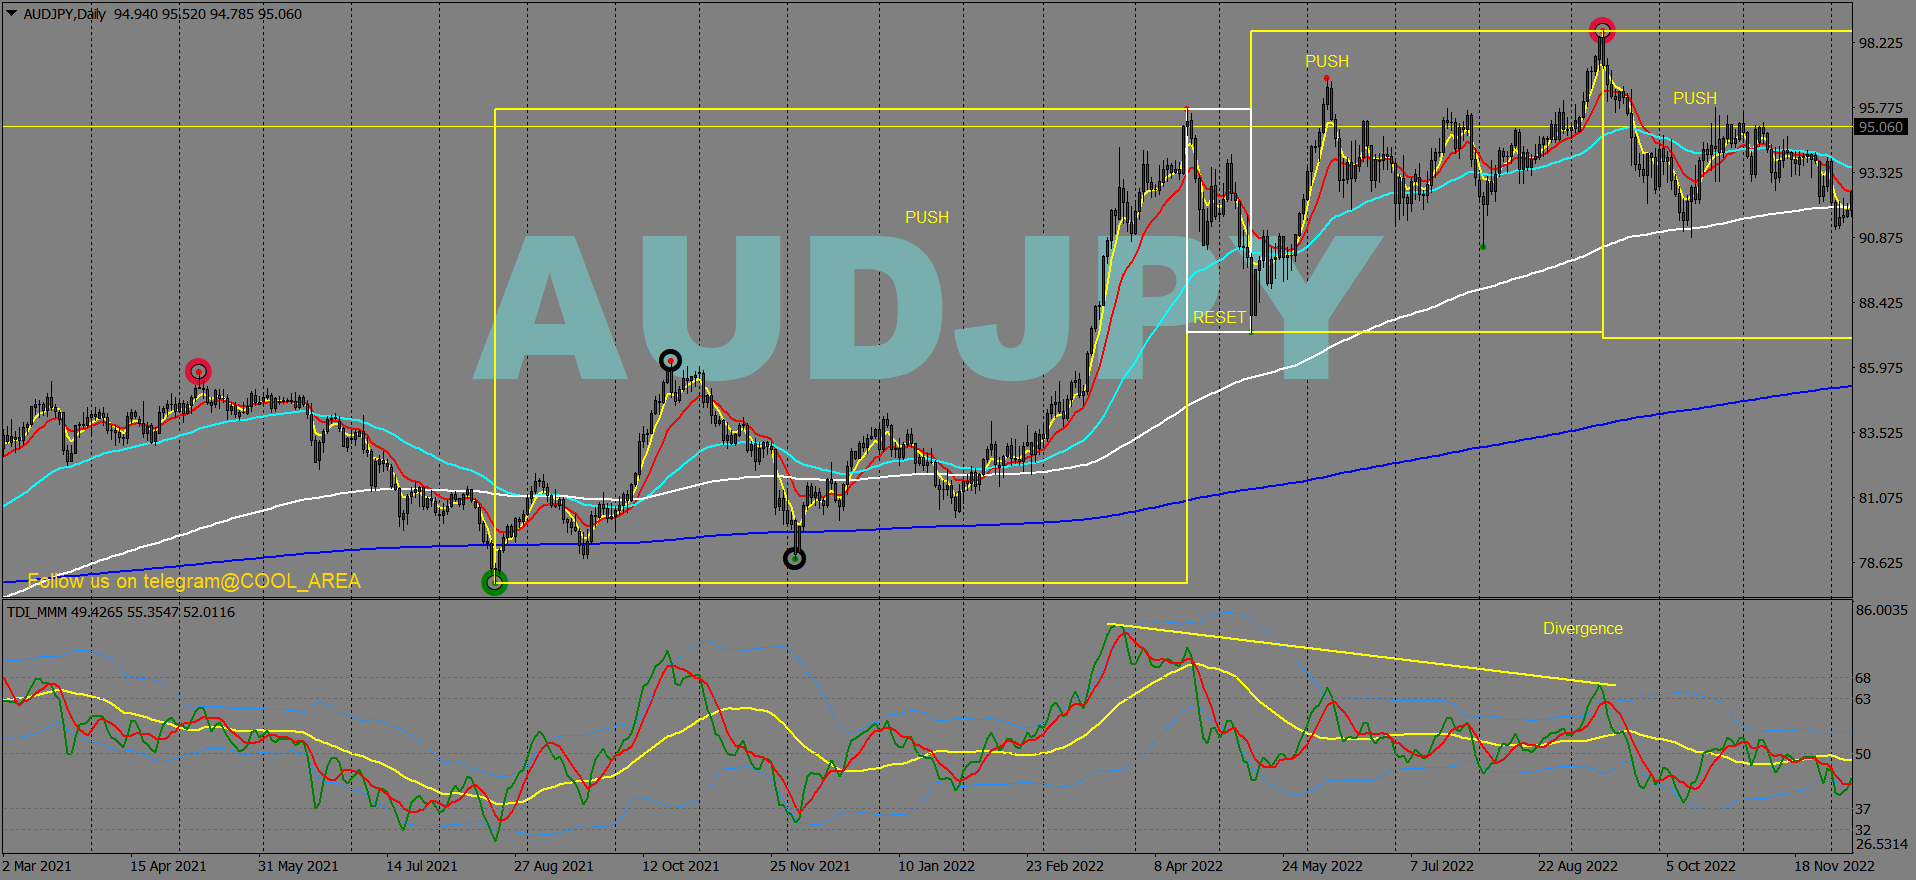 AUDJPY,Daily 94.940 95.520 94.785 95.060
98.225
PUSH
PUSH
95.775
95.060
93.325
PUSH
90.875
AUDJPY
88.425
RESET
85.975
83.525
81.075
78.625
Follow us on telegram@COOL_AREA
TDI_MMM 49.4265 55.3547 52.0116
86.0035
Divergence
68
63
50
37
32
26.5314
2 Mar 2021 15 Apr 2021 31 May 2021 14 Jul 2021 27 Aug 2021 12 Oct 2021 25 Nov 2021 10 Jan 2022 23 Feb 2022 8 Apr 2022 24 May 2022 7 Jul 2022 22 Aug 2022 5 Oct 2022 18 Nov 2022